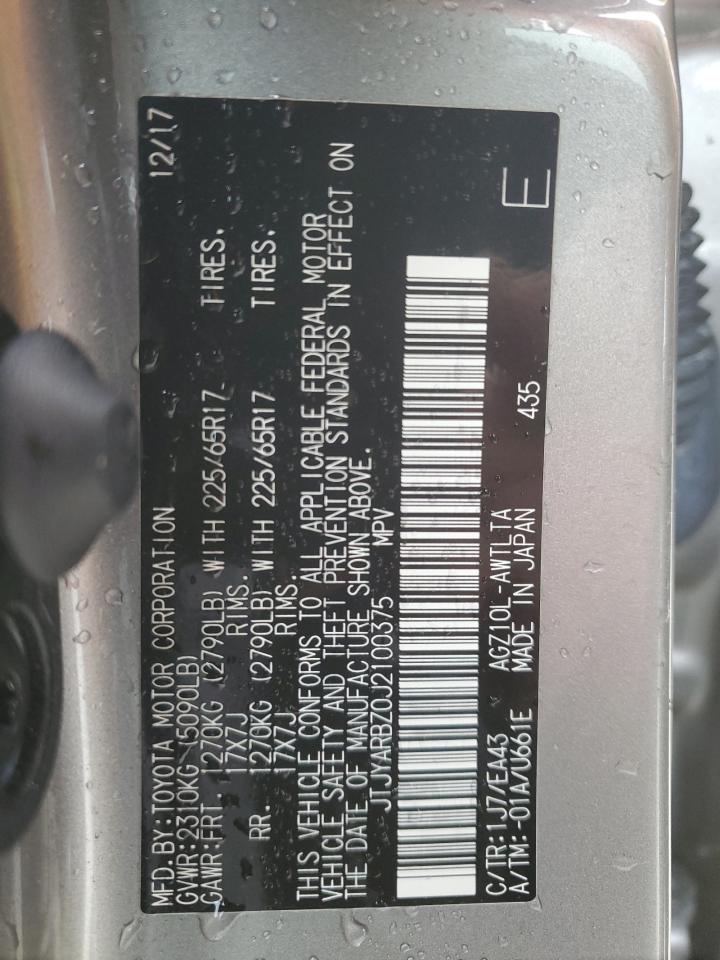 MFD.BY:TOYOTA MOTOR CORPORATION 12/17
GVWR:2310KG (5090LB)
GAWR:FRT. 1270KG (2790LB) WITH 225/65R17 TIRES.
17X7J RIMS.
RR. 1270KG (2790LB) WITH 225/65R17 TIRES.
17X7J RIMS.
THIS VEHICLE CONFORMS TO ALL APPLICABLE FEDERAL MOTOR
VEHICLE SAFETY AND THEFT PREVENTION STANDARDS IN EFFECT ON
THE DATE OF MANUFACTURE SHOWN ABOVE.
JTJYARBZ0J2100375 MPV
C/TR:1J7/EA43 AGZ10L-AWTLTA
A/TM:-01A/U661E MADE IN JAPAN 435 E